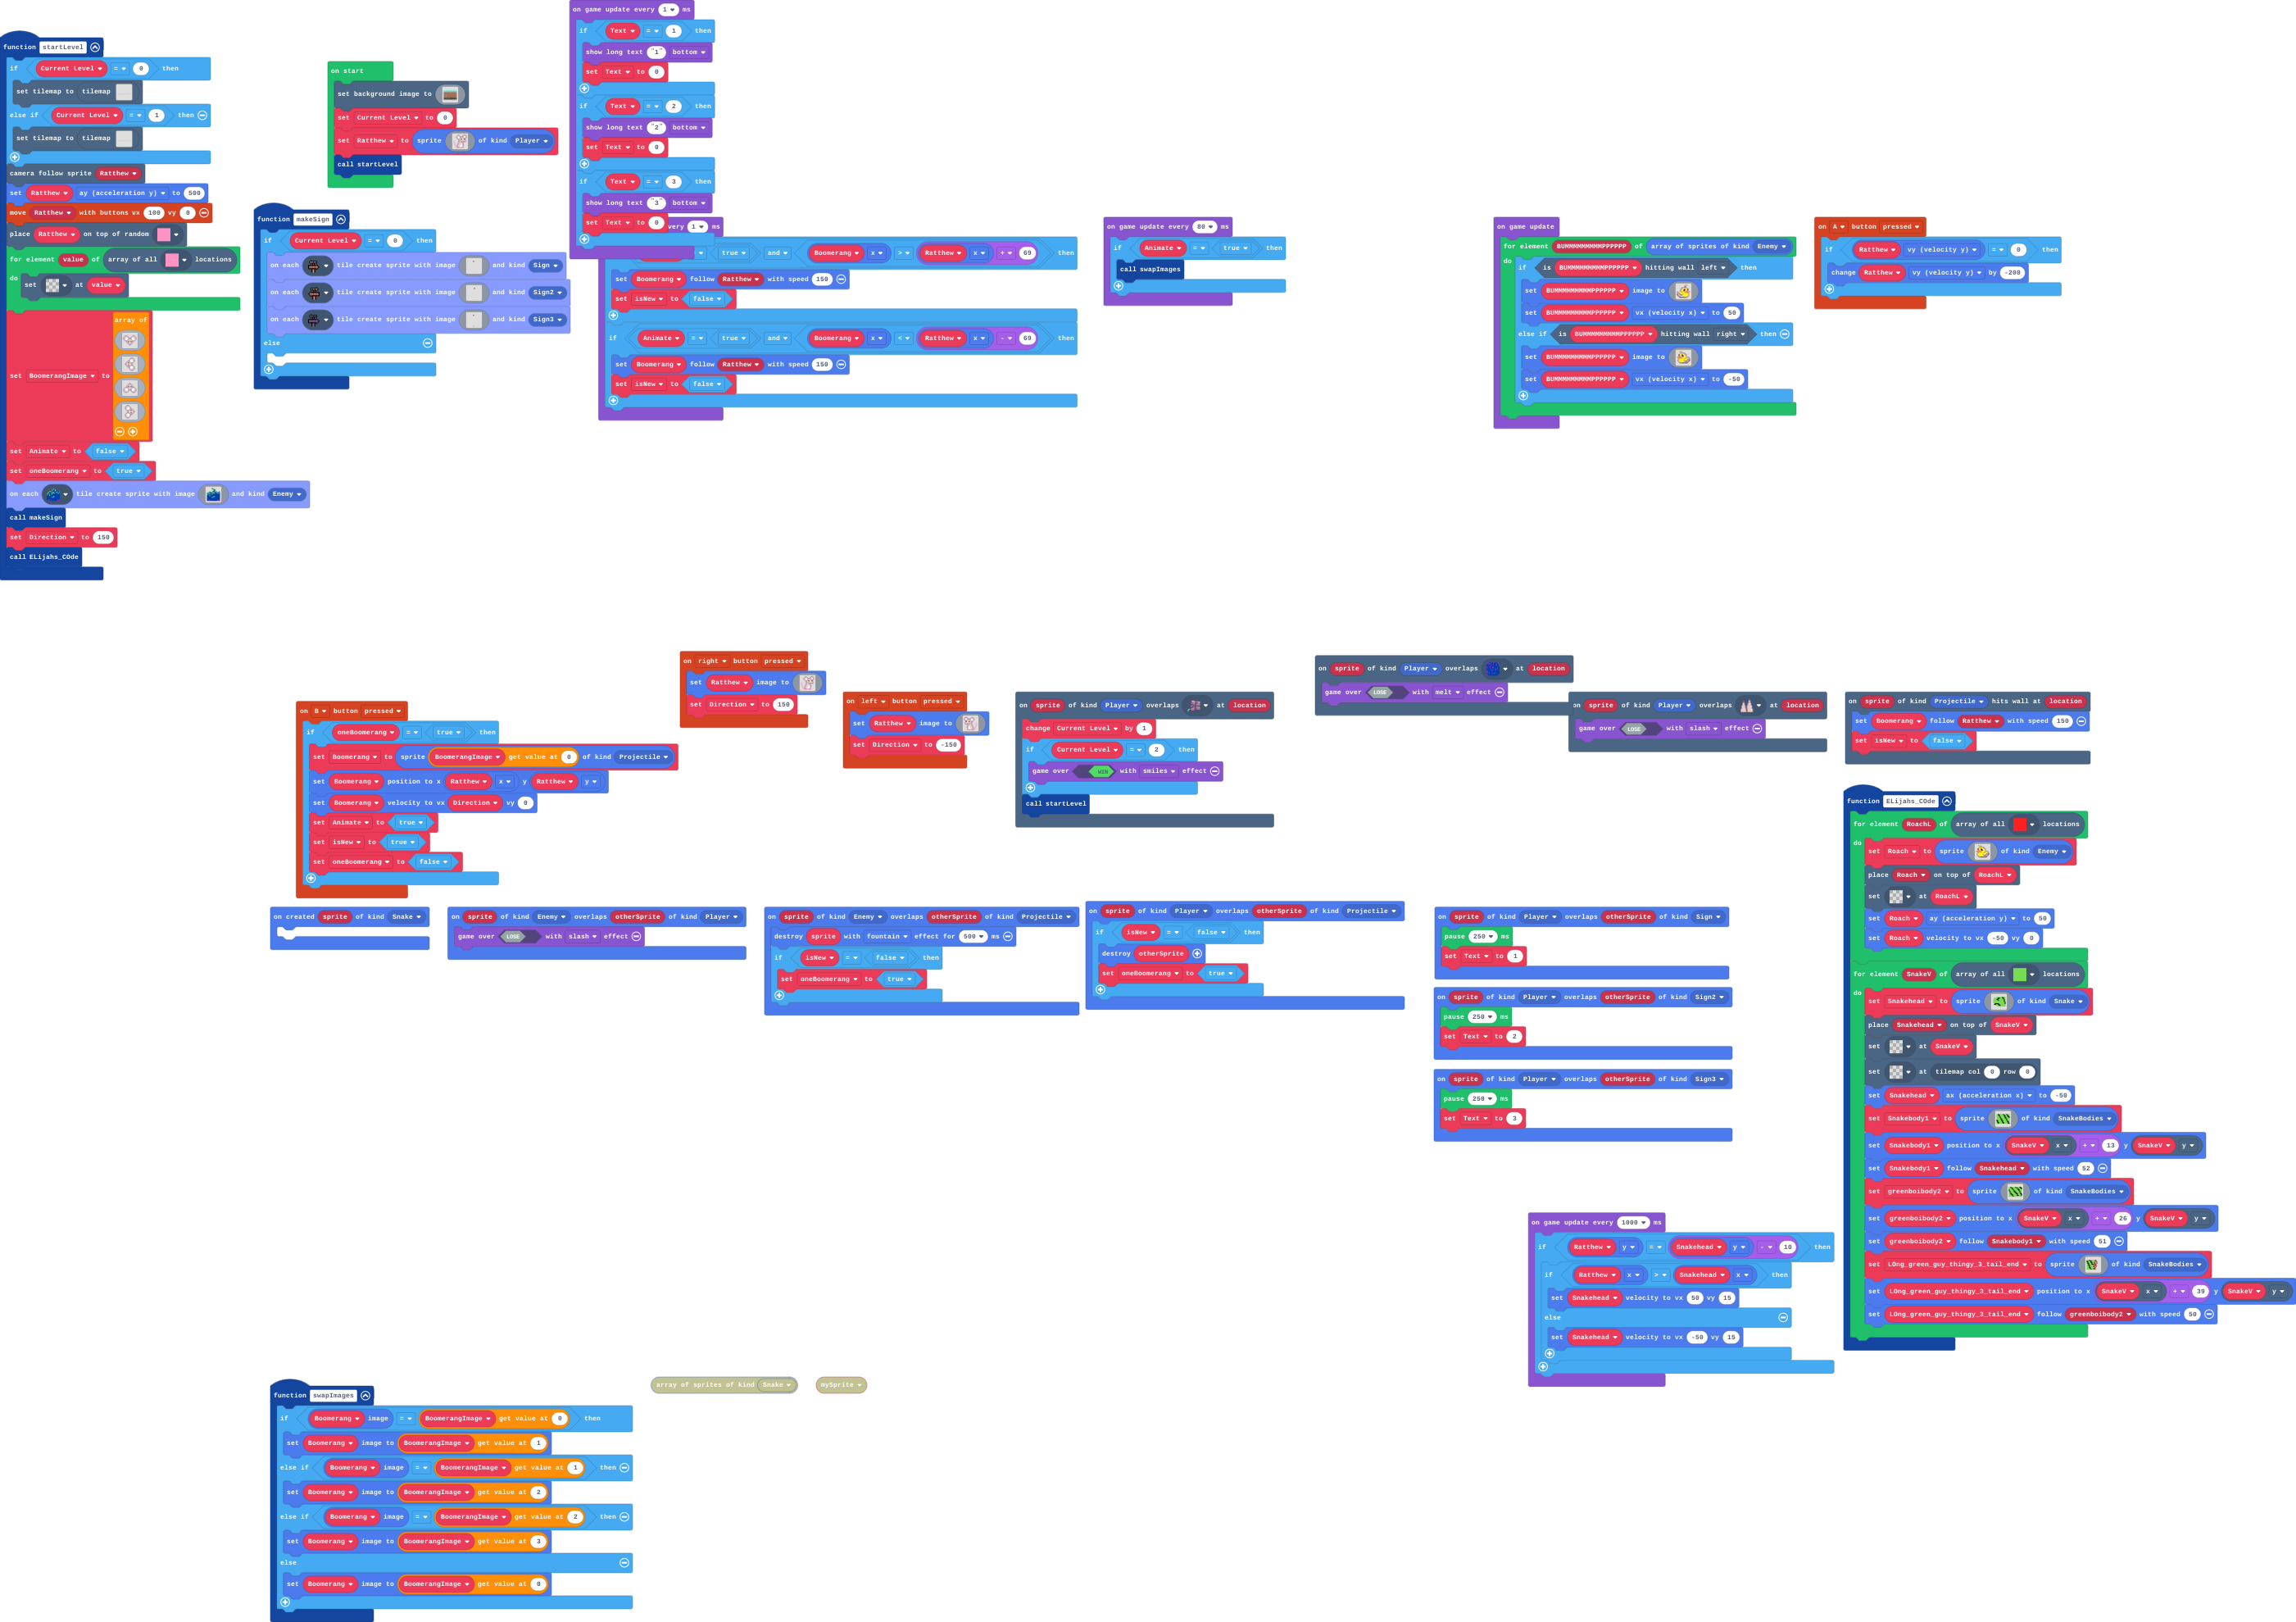 function startLevel
if Current Level = 0 then
set tilemap to tilemap
else if Current Level = 1 then
set tilemap to tilemap
camera follow sprite Ratthew
set Ratthew ay (acceleration y) to 500
move Ratthew with buttons vx 100 vy 0
place Ratthew on top of random
for element value of array of all locations
do set at value
set BoomerangImage to array of
set Animate to false
set oneBoomerang to true
on each tile create sprite with image and kind Enemy
call makeSign
set Direction to 150
call ELijahs_COde
on start
set background image to
set Current Level to 0
set Ratthew to sprite of kind Player
call startLevel
function makeSign
if Current Level = 0 then
on each tile create sprite with image and kind Sign
on each tile create sprite with image and kind Sign2
on each tile create sprite with image and kind Sign3
else
on game update every 1 ms
if Text = 1 then
show long text "1" bottom
set Text to 0
if Text = 2 then
show long text "2" bottom
set Text to 0
if Text = 3 then
show long text "3" bottom
set Text to 0
very 1 ms
true and Boomerang x > Ratthew x + 69 then
set Boomerang follow Ratthew with speed 150
set isNew to false
if Animate = true and Boomerang x < Ratthew x - 69 then
set Boomerang follow Ratthew with speed 150
set isNew to false
on game update every 80 ms
if Animate = true then
call swapImages
on game update
for element BUMMMMMMMMPPPPPP of array of sprites of kind Enemy
do if is BUMMMMMMMMPPPPPP hitting wall left then
set BUMMMMMMMMPPPPPP image to
set BUMMMMMMMMPPPPPP vx (velocity x) to 50
else if is BUMMMMMMMMPPPPPP hitting wall right then
set BUMMMMMMMMPPPPPP image to
set BUMMMMMMMMPPPPPP vx (velocity x) to -50
on A button pressed
if Ratthew vy (velocity y) = 0 then
change Ratthew vy (velocity y) by -200
on B button pressed
if oneBoomerang = true then
set Boomerang to sprite BoomerangImage get value at 0 of kind Projectile
set Boomerang position to x Ratthew x y Ratthew y
set Boomerang velocity to vx Direction vy 0
set Animate to true
set isNew to true
set oneBoomerang to false
on right button pressed
set Ratthew image to
set Direction to 150
on left button pressed
set Ratthew image to
set Direction to -150
on sprite of kind Player overlaps at location
change Current Level by 1
if Current Level = 2 then
game over WIN with smiles effect
call startLevel
on sprite of kind Player overlaps at location
game over LOSE with melt effect
on sprite of kind Player overlaps at location
game over LOSE with slash effect
on sprite of kind Projectile hits wall at location
set Boomerang follow Ratthew with speed 150
set isNew to false
on created sprite of kind Snake
on sprite of kind Enemy overlaps otherSprite of kind Player
game over LOSE with slash effect
on sprite of kind Enemy overlaps otherSprite of kind Projectile
destroy sprite with fountain effect for 500 ms
if isNew = false then
set oneBoomerang to true
on sprite of kind Player overlaps otherSprite of kind Projectile
if isNew = false then
destroy otherSprite
set oneBoomerang to true
on sprite of kind Player overlaps otherSprite of kind Sign
pause 250 ms
set Text to 1
on sprite of kind Player overlaps otherSprite of kind Sign2
pause 250 ms
set Text to 2
on sprite of kind Player overlaps otherSprite of kind Sign3
pause 250 ms
set Text to 3
function ELijahs_COde
for element RoachL of array of all locations
do set Roach to sprite of kind Enemy
place Roach on top of RoachL
set at RoachL
set Roach ay (acceleration y) to 50
set Roach velocity to vx -50 vy 0
for element SnakeV of array of all locations
do set Snakehead to sprite of kind Snake
place Snakehead on top of SnakeV
set at SnakeV
set at tilemap col 0 row 0
set Snakehead ax (acceleration x) to -50
set Snakebody1 to sprite of kind SnakeBodies
set Snakebody1 position to x SnakeV x + 13 y SnakeV y
set Snakebody1 follow Snakehead with speed 52
set greenboibody2 to sprite of kind SnakeBodies
set greenboibody2 position to x SnakeV x + 26 y SnakeV y
set greenboibody2 follow Snakebody1 with speed 51
set LOng_green_guy_thingy_3_tail_end to sprite of kind SnakeBodies
set LOng_green_guy_thingy_3_tail_end position to x SnakeV x + 39 y SnakeV y
set LOng_green_guy_thingy_3_tail_end follow greenboibody2 with speed 50
on game update every 1000 ms
if Ratthew y = Snakehead y - 10 then
if Ratthew x > Snakehead x then
set Snakehead velocity to vx 50 vy 15
else
set Snakehead velocity to vx -50 vy 15
array of sprites of kind Snake
mySprite
function swapImages
if Boomerang image = BoomerangImage get value at 0 then
set Boomerang image to BoomerangImage get value at 1
else if Boomerang image = BoomerangImage get value at 1 then
set Boomerang image to BoomerangImage get value at 2
else if Boomerang image = BoomerangImage get value at 2 then
set Boomerang image to BoomerangImage get value at 3
else
set Boomerang image to BoomerangImage get value at 0